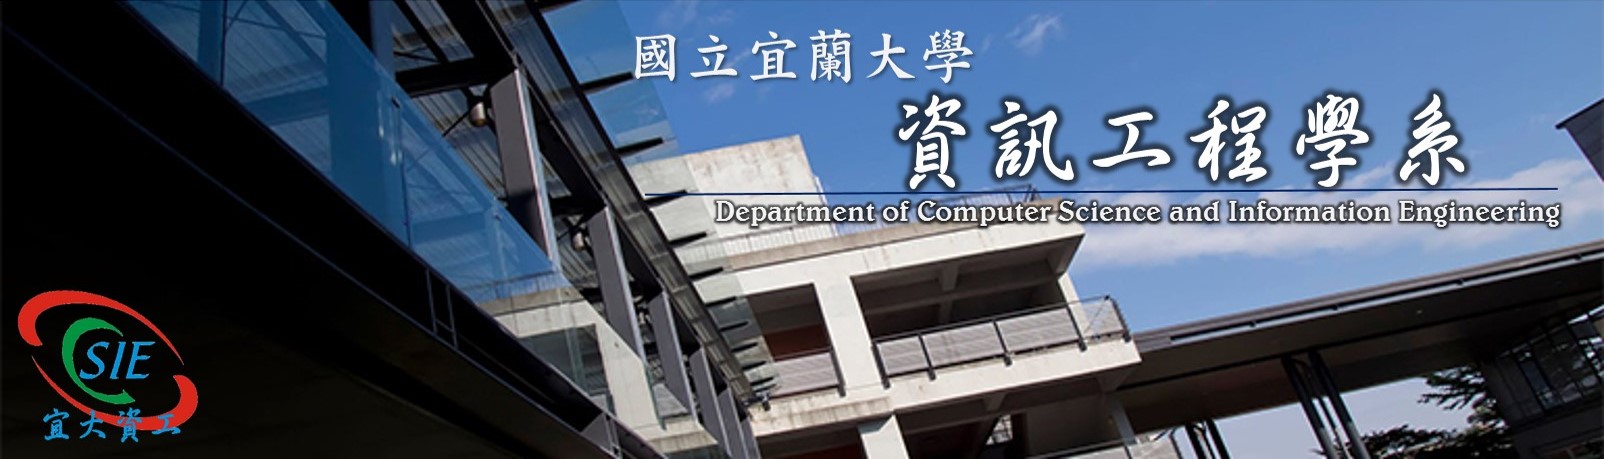 國立宜蘭大學
資訊工程學系
Department of Computer Science and Information Engineering
CSIE
宜大資工